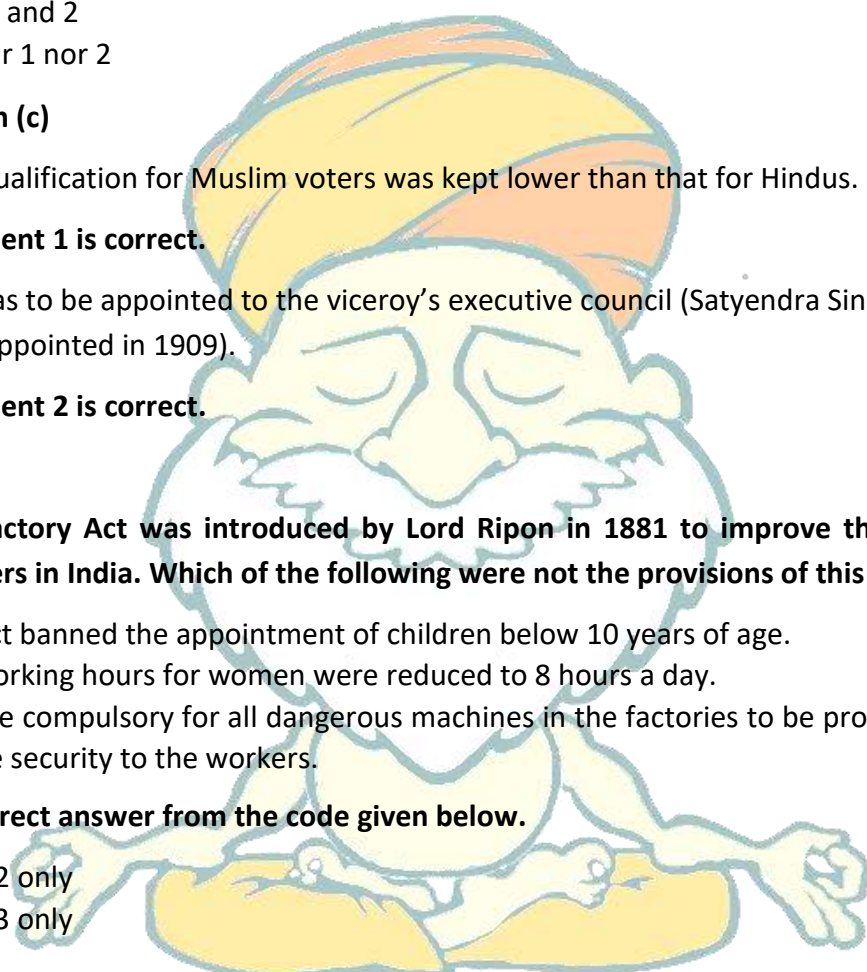 and 2
r 1 nor 2
(c)
ualification for Muslim voters was kept lower than that for Hindus.
ent 1 is correct.
as to be appointed to the viceroy's executive council (Satyendra Sin
ppointed in 1909).
ent 2 is correct.
actory Act was introduced by Lord Ripon in 1881 to improve th
ers in India. Which of the following were not the provisions of this
ct banned the appointment of children below 10 years of age.
orking hours for women were reduced to 8 hours a day.
e compulsory for all dangerous machines in the factories to be pro
e security to the workers.
rrect answer from the code given below.
2 only
3 only